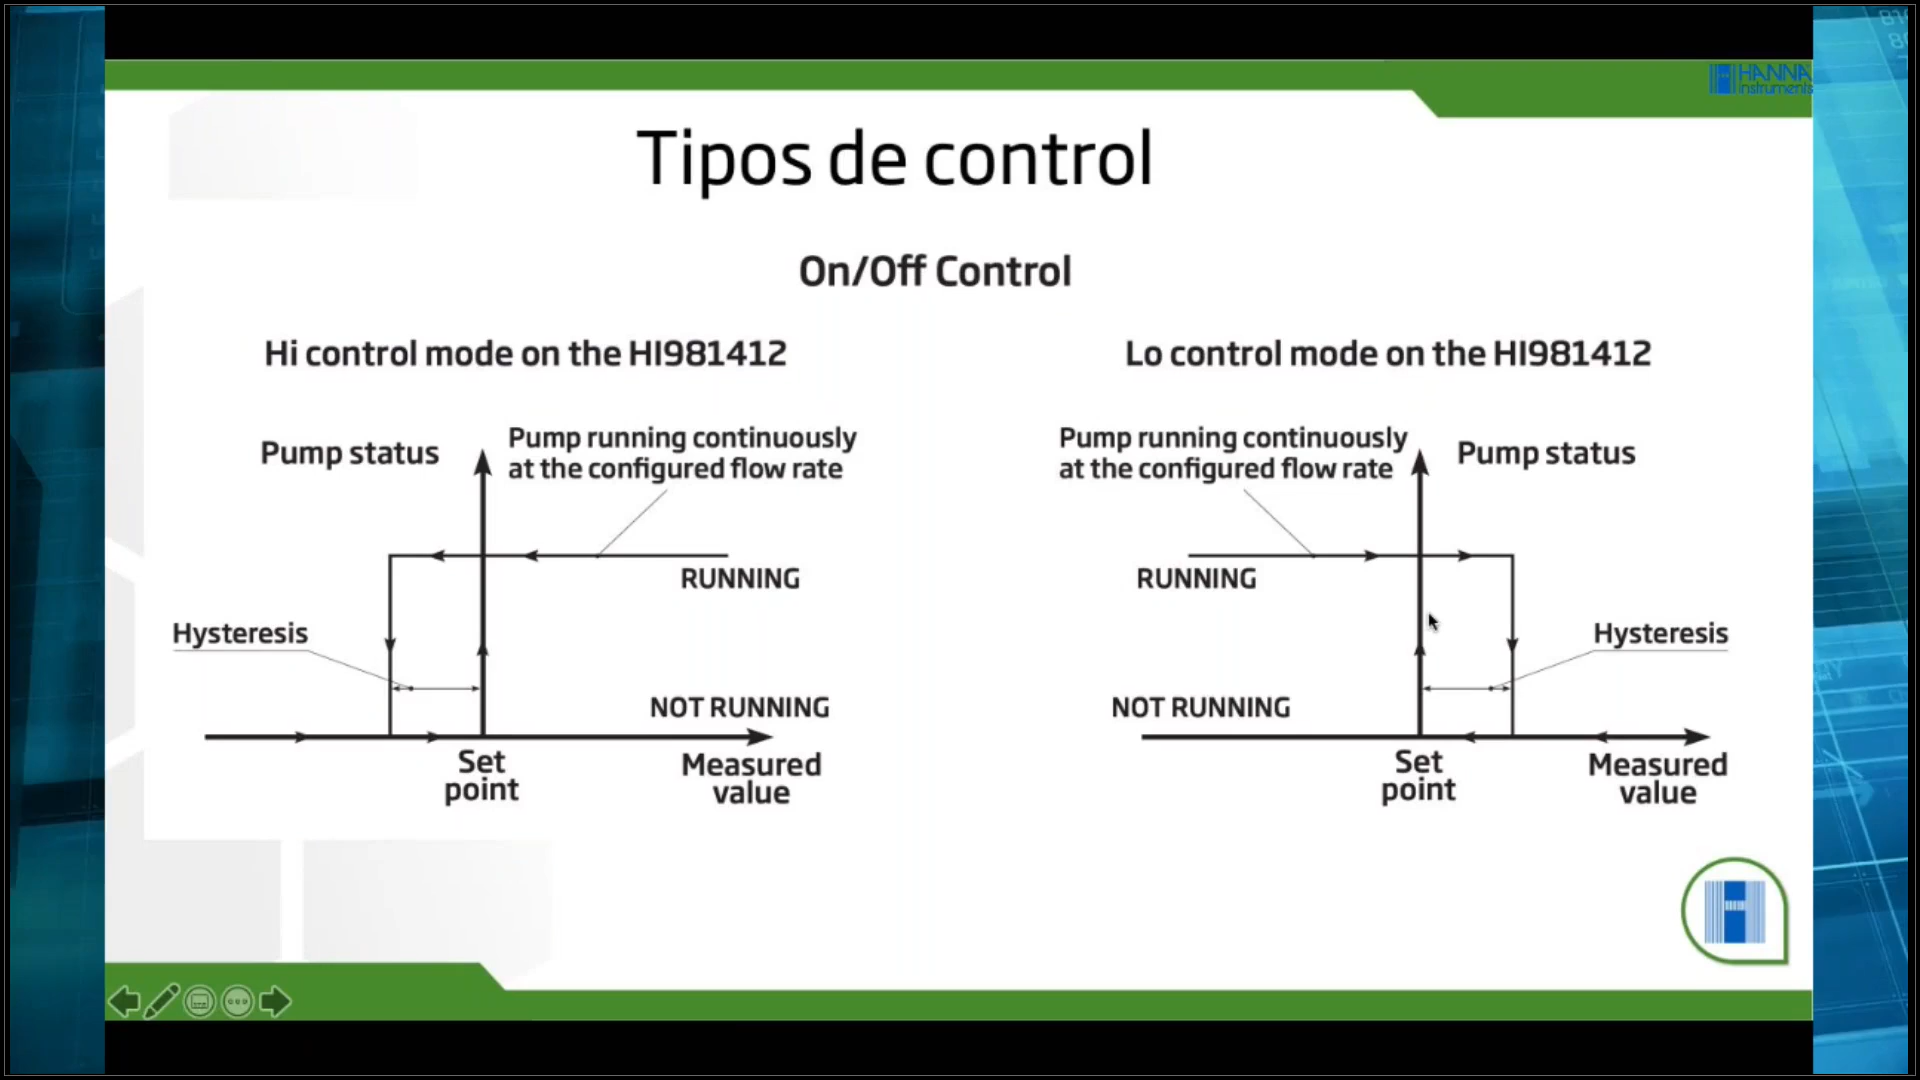 HANNA
instruments
Tipos de control
On/Off Control
Hi control mode on the HI981412
Pump status
Pump running continuously
at the configured flow rate
RUNNING
Hysteresis
NOT RUNNING
Set
point
Measured
value
Lo control mode on the HI981412
Pump running continuously
at the configured flow rate
Pump status
RUNNING
Hysteresis
NOT RUNNING
Set
point
Measured
value